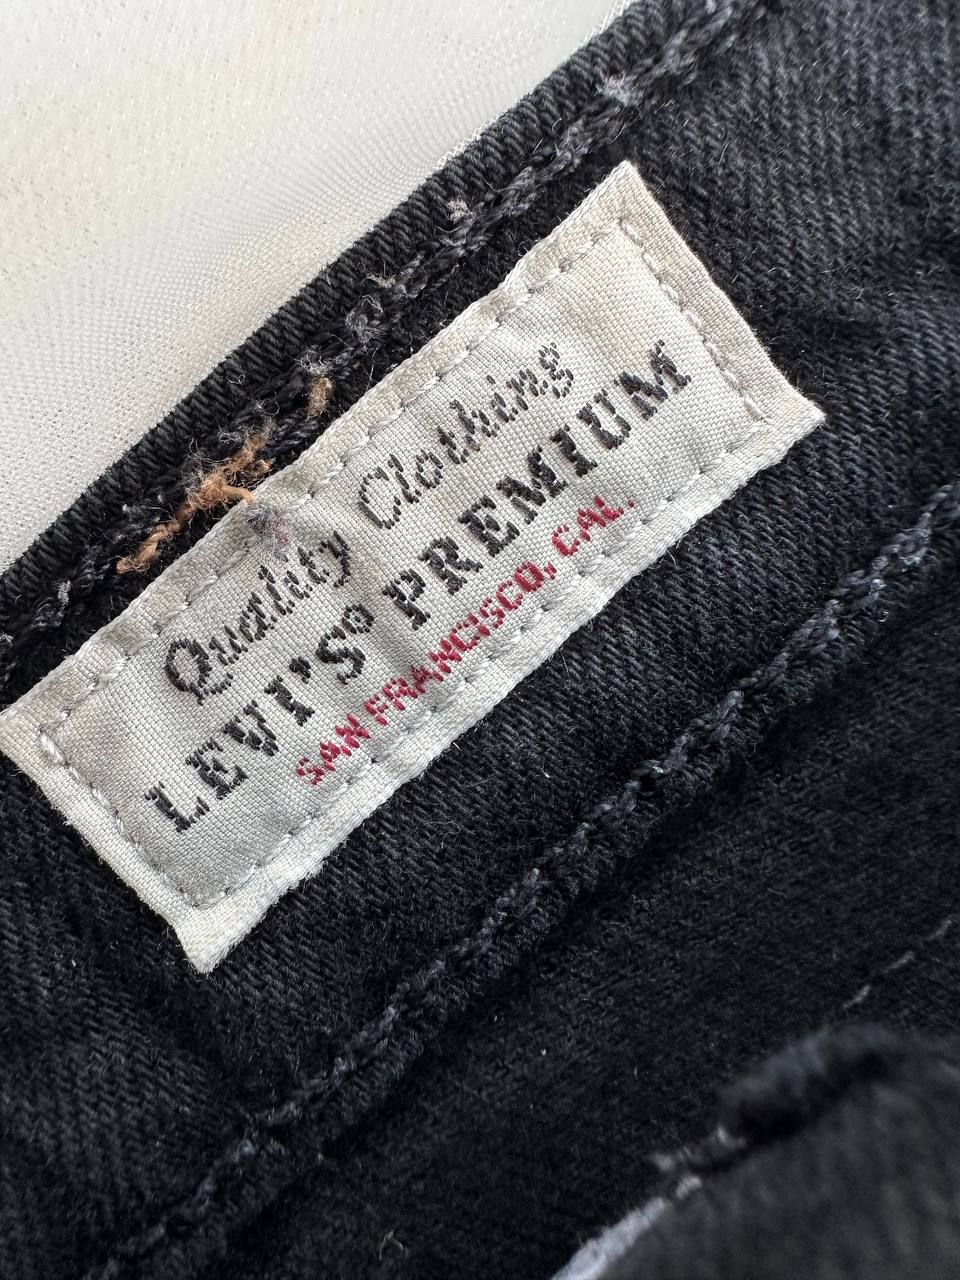 Quality Clothing
LEVI'S® PREMIUM
SAN FRANCISCO, CAL.